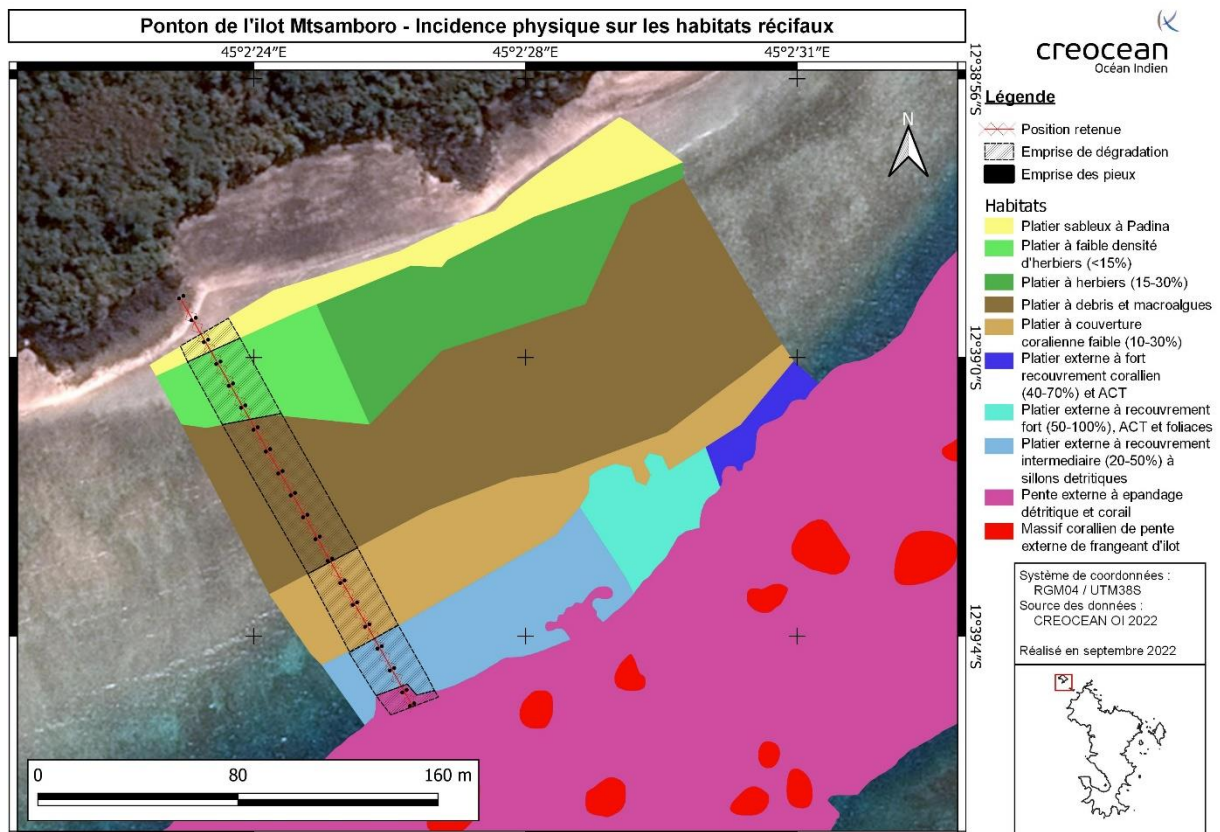 Ponton de l'ilot Mtsamboro - Incidence physique sur les habitats récifaux
45°2'24"E
45°2'28"E
45°2'31"E
12°38'56"S
12°39'0"S
12°39'4"S
N
0
80
160 m
creocean
Océan Indien
Légende
Position retenue
Emprise de dégradation
Emprise des pieux
Habitats
Platier sableux à Padina
Platier à faible densité
d'herbiers (<15%)
Platier à herbiers (15-30%)
Platier à debris et macroalgues
Platier à couverture
coralienne faible (10-30%)
Platier externe à fort
recouvrement corallien
(40-70%) et ACT
Platier externe à recouvrement
fort (50-100%), ACT et foliaces
Platier externe à recouvrement
intermediaire (20-50%) à
sillons detritiques
Pente externe à epandage
détritique et corail
Massif corallien de pente
externe de frangeant d'ilot
Système de coordonnées :
RGM04 / UTM38S
Source des données :
CREOCEAN OI 2022
Réalisé en septembre 2022